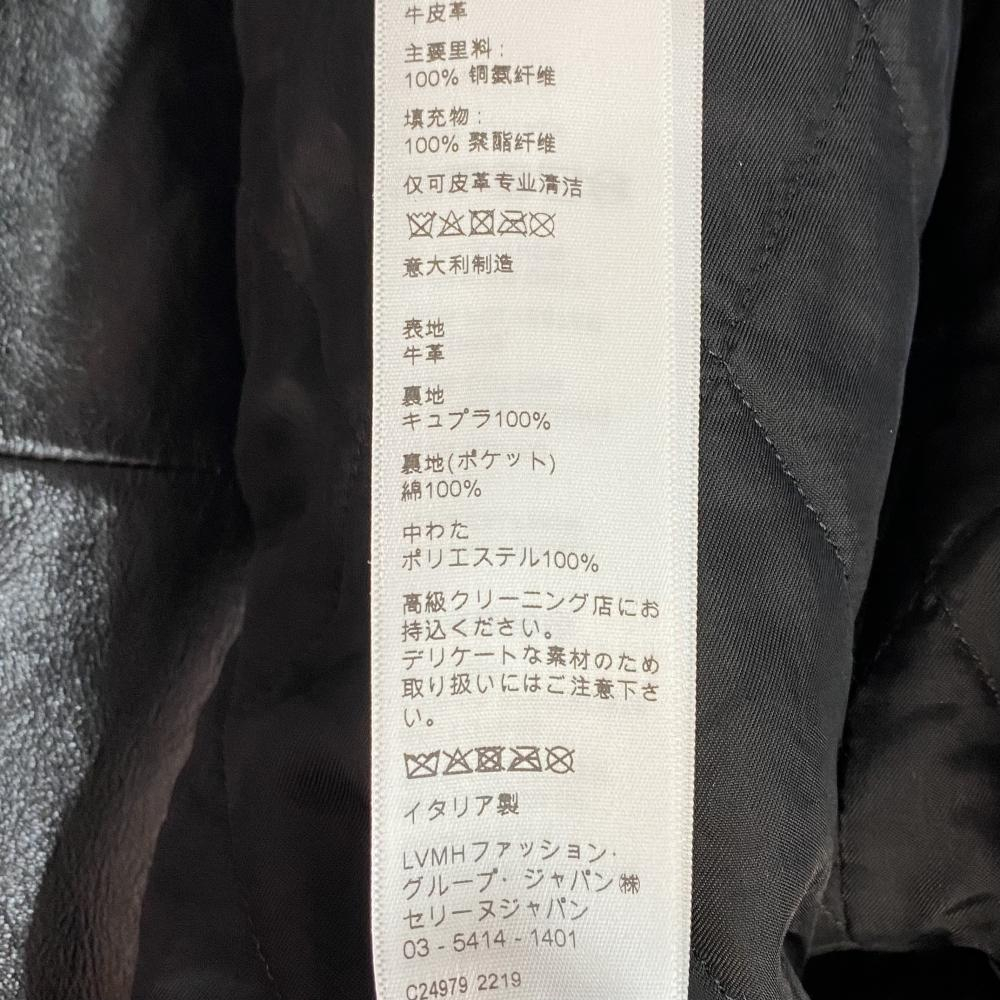 牛皮革
主要里料：
100% 铜氨纤维
填充物：
100% 聚酯纤维
仅可皮革专业清洁
意大利制造
表地
牛革
裏地
キュプラ100%
裏地(ポケット)
綿100%
中わた
ポリエステル100%
高級クリーニング店にお
持込ください。
デリケートな素材のため
取り扱いにはご注意下さ
い。
イタリア製
LVMHファッション・
グループ・ジャパン㈱
セリーヌジャパン
03 - 5414 - 1401
C24979 2219